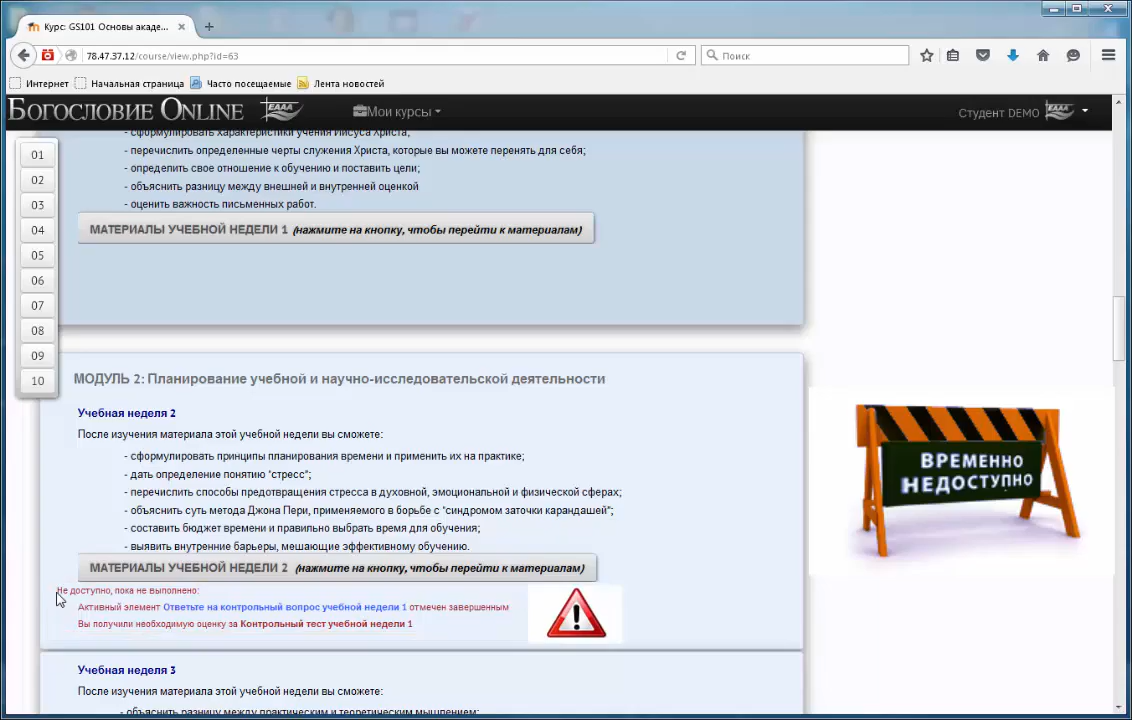 Курс: GS101 Основы акаде...
78.47.37.12/course/view.php?id=63
Поиск
Интернет
Начальная страница
Часто посещаемые
Лента новостей
Богословие Online
ЕААА
Мои курсы
Студент DEMO
01
02
03
04
05
06
07
08
09
10
- сформулировать характеристики учения Иисуса Христа;
- перечислить определенные черты служения Христа, которые вы можете перенять для себя;
- определить свое отношение к обучению и поставить цели;
- объяснить разницу между внешней и внутренней оценкой
- оценить важность письменных работ.
МАТЕРИАЛЫ УЧЕБНОЙ НЕДЕЛИ 1 (нажмите на кнопку, чтобы перейти к материалам)
МОДУЛЬ 2: Планирование учебной и научно-исследовательской деятельности
Учебная неделя 2
После изучения материала этой учебной недели вы сможете:
- сформулировать принципы планирования времени и применить их на практике;
- дать определение понятию "стресс";
- перечислить способы предотвращения стресса в духовной, эмоциональной и физической сферах;
- объяснить суть метода Джона Пери, применяемого в борьбе с "синдромом заточки карандашей";
- составить бюджет времени и правильно выбрать время для обучения;
- выявить внутренние барьеры, мешающие эффективному обучению.
МАТЕРИАЛЫ УЧЕБНОЙ НЕДЕЛИ 2 (нажмите на кнопку, чтобы перейти к материалам)
Не доступно, пока не выполнено:
Активный элемент Ответьте на контрольный вопрос учебной недели 1 отмечен завершенным
Вы получили необходимую оценку за Контрольный тест учебной недели 1
ВРЕМЕННО
НЕДОСТУПНО
Учебная неделя 3
После изучения материала этой учебной недели вы сможете:
- объяснить разницу между практическим и теоретическим мышлением;